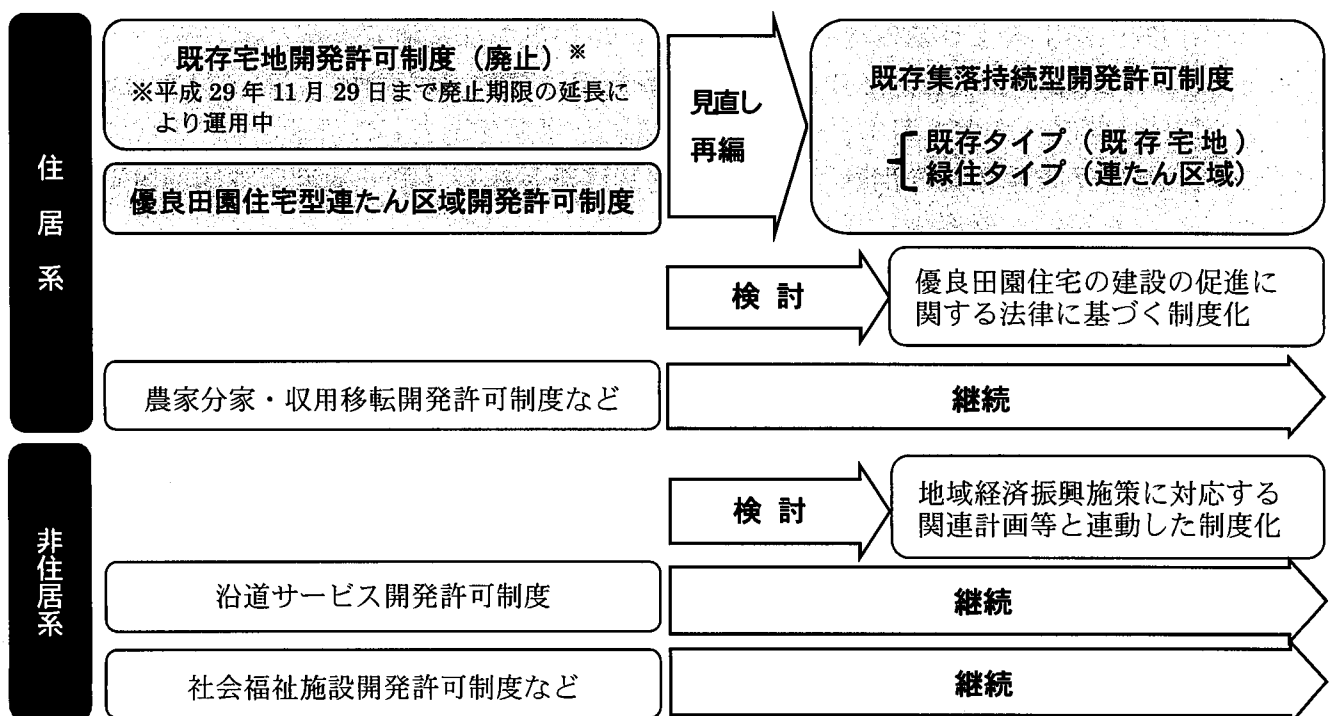 住居系
既存宅地開発許可制度（廃止）※
※平成 29 年 11 月 29 日まで廃止期限の延長に
より運用中
優良田園住宅型連たん区域開発許可制度
見直し
再編
既存集落持続型開発許可制度
既存タイプ（既存宅地）
緑住タイプ（連たん区域）
検討
優良田園住宅の建設の促進に
関する法律に基づく制度化
農家分家・収用移転開発許可制度など
継続
非住居系
検討
地域経済振興施策に対応する
関連計画等と連動した制度化
沿道サービス開発許可制度
継続
社会福祉施設開発許可制度など
継続